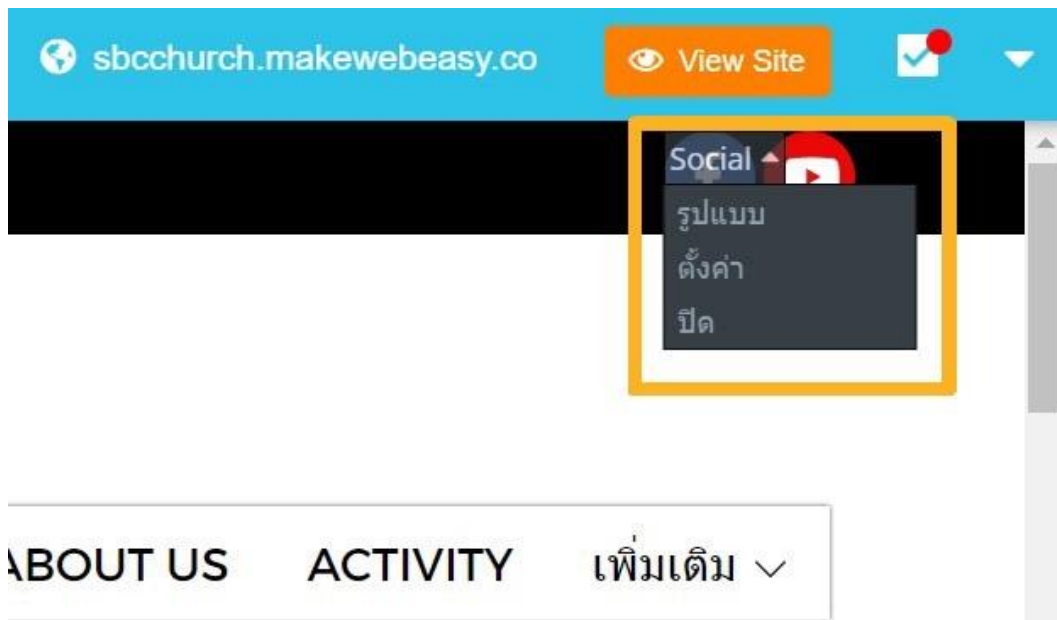 sbcchurch.makewebeasy.co View Site
Social
รูปแบบ
ตั้งค่า
ปิด
ABOUT US ACTIVITY เพิ่มเติม